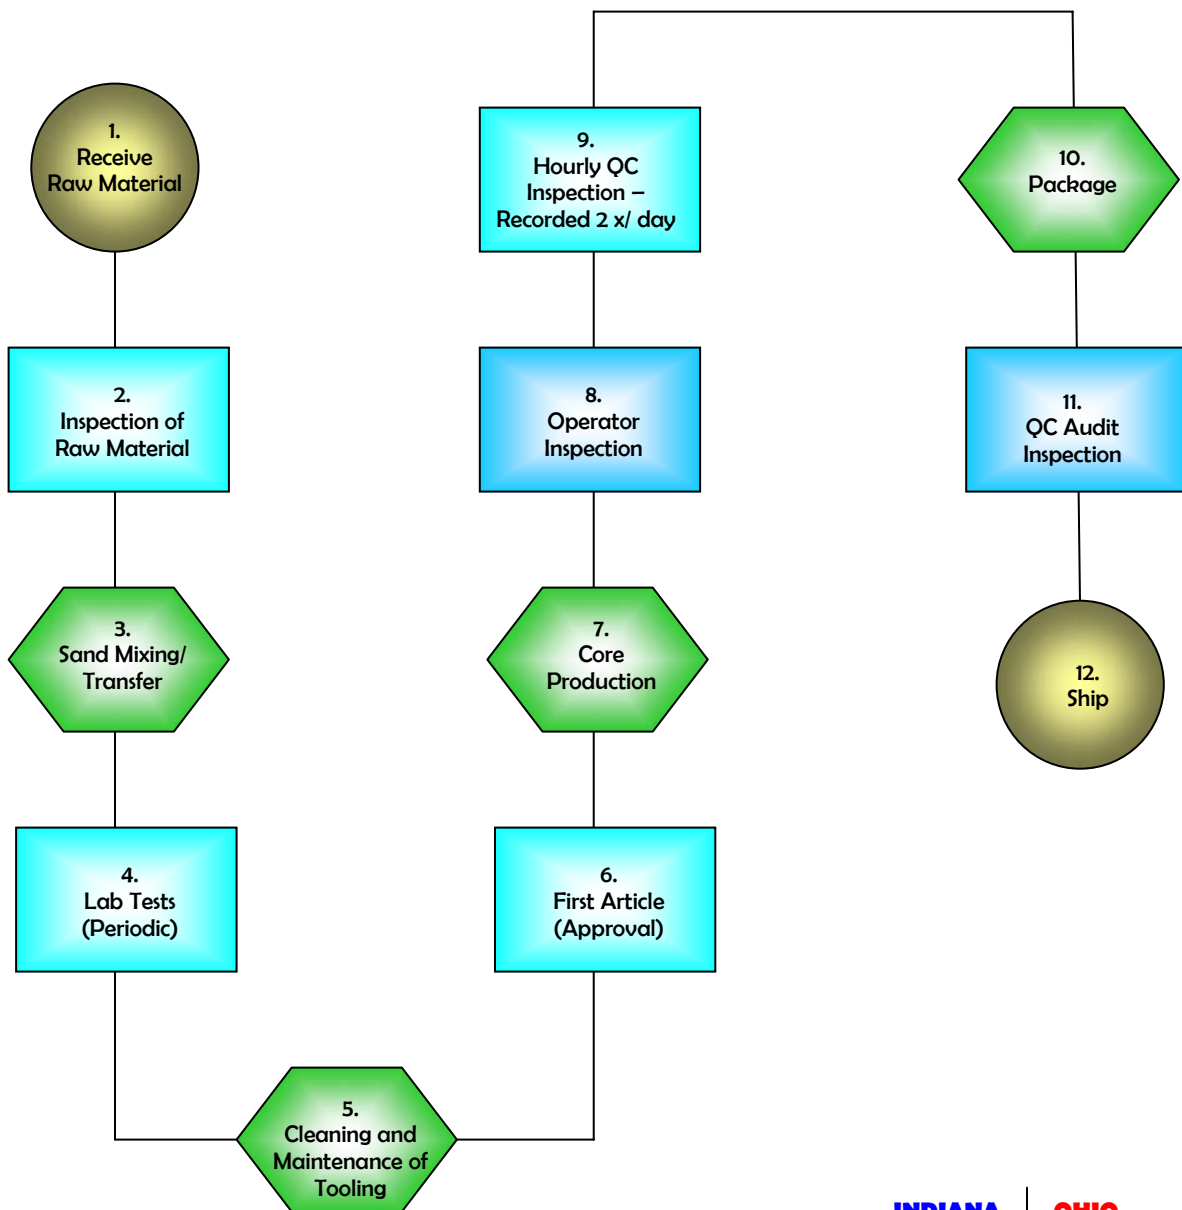 1.
Receive
Raw Material
2.
Inspection of
Raw Material
3.
Sand Mixing/
Transfer
4.
Lab Tests
(Periodic)
5.
Cleaning and
Maintenance of
Tooling
6.
First Article
(Approval)
7.
Core
Production
8.
Operator
Inspection
9.
Hourly QC
Inspection –
Recorded 2 x/ day
10.
Package
11.
QC Audit
Inspection
12.
Ship
INDIANA
OHIO